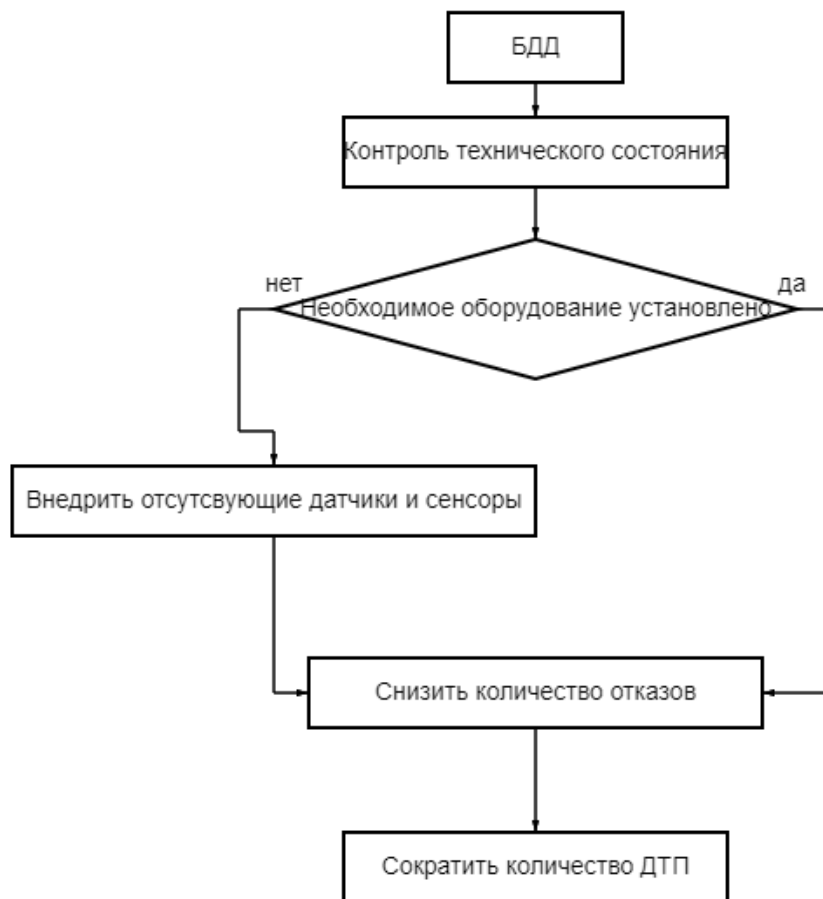 БДД
Контроль технического состояния
нет
да
Необходимое оборудование установлено
Внедрить отсутсвующие датчики и сенсоры
Снизить количество отказов
Сократить количество ДТП